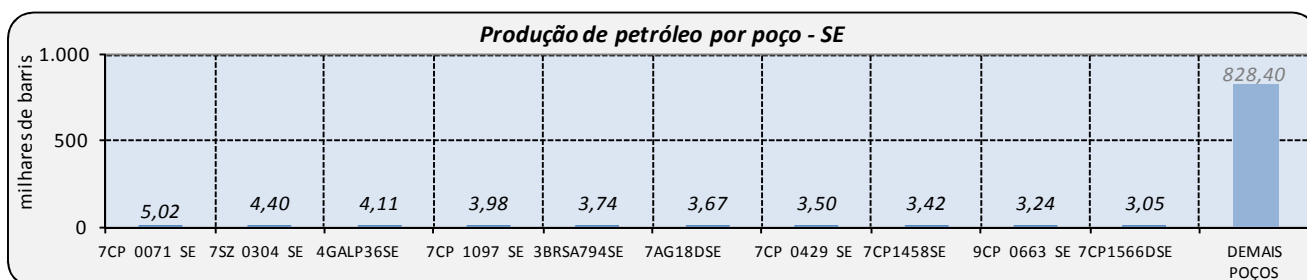 Produção de petróleo por poço - SE
milhares de barris
1.000
500
0
5,02
4,40
4,11
3,98
3,74
3,67
3,50
3,42
3,24
3,05
828,40
7CP 0071 SE
7SZ 0304 SE
4GALP36SE
7CP 1097 SE
3BRSA794SE
7AG18DSE
7CP 0429 SE
7CP1458SE
9CP 0663 SE
7CP1566DSE
DEMAIS
POÇOS